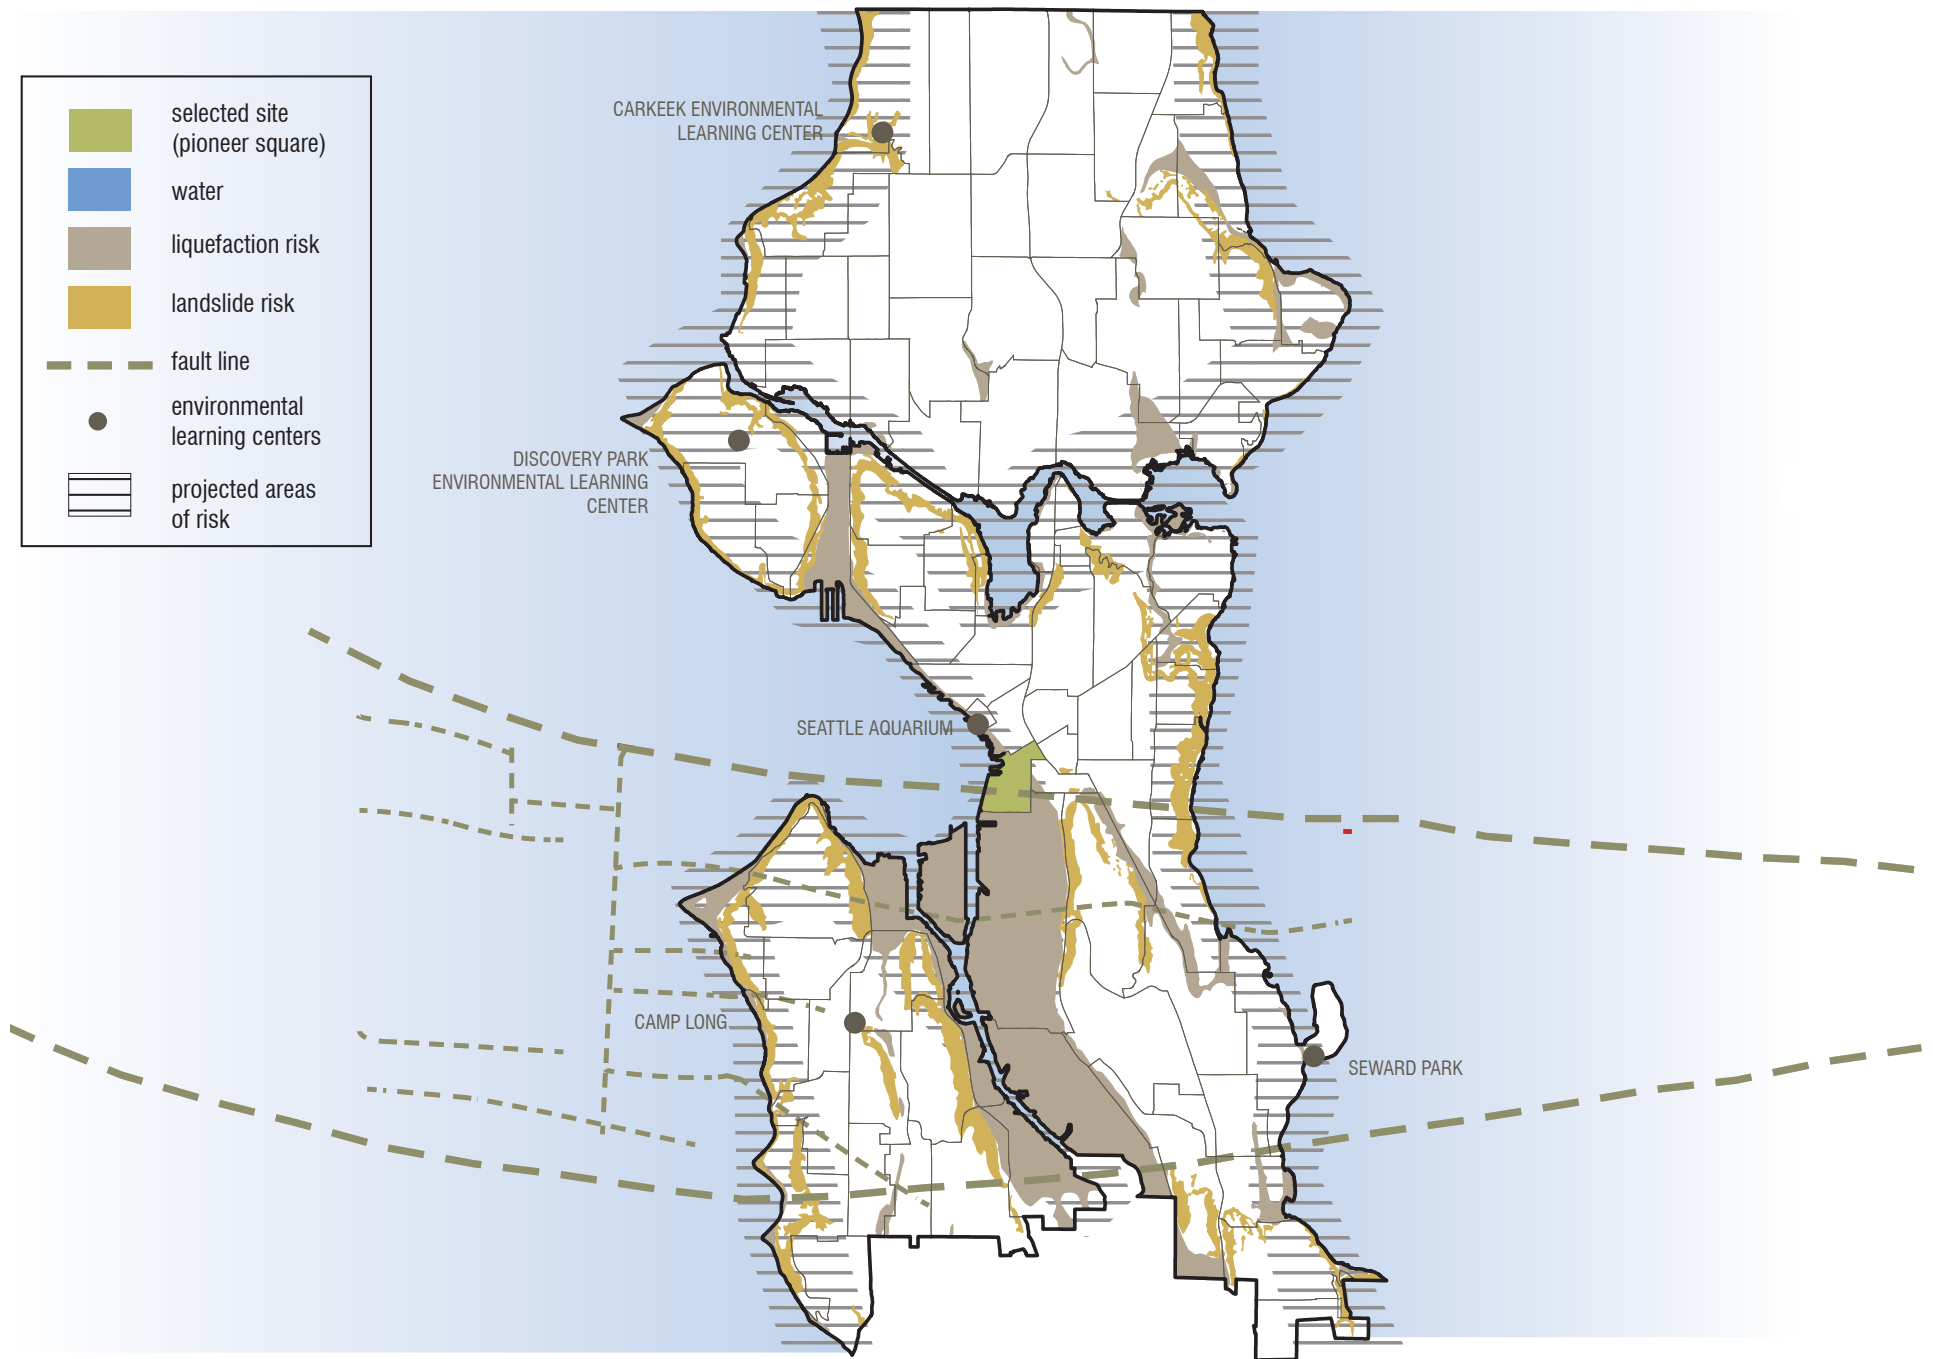 selected site
(pioneer square)
water
liquefaction risk
landslide risk
fault line
environmental
learning centers
projected areas
of risk
CARKEEK ENVIRONMENTAL
LEARNING CENTER
DISCOVERY PARK
ENVIRONMENTAL LEARNING
CENTER
SEATTLE AQUARIUM
CAMP LONG
SEWARD PARK